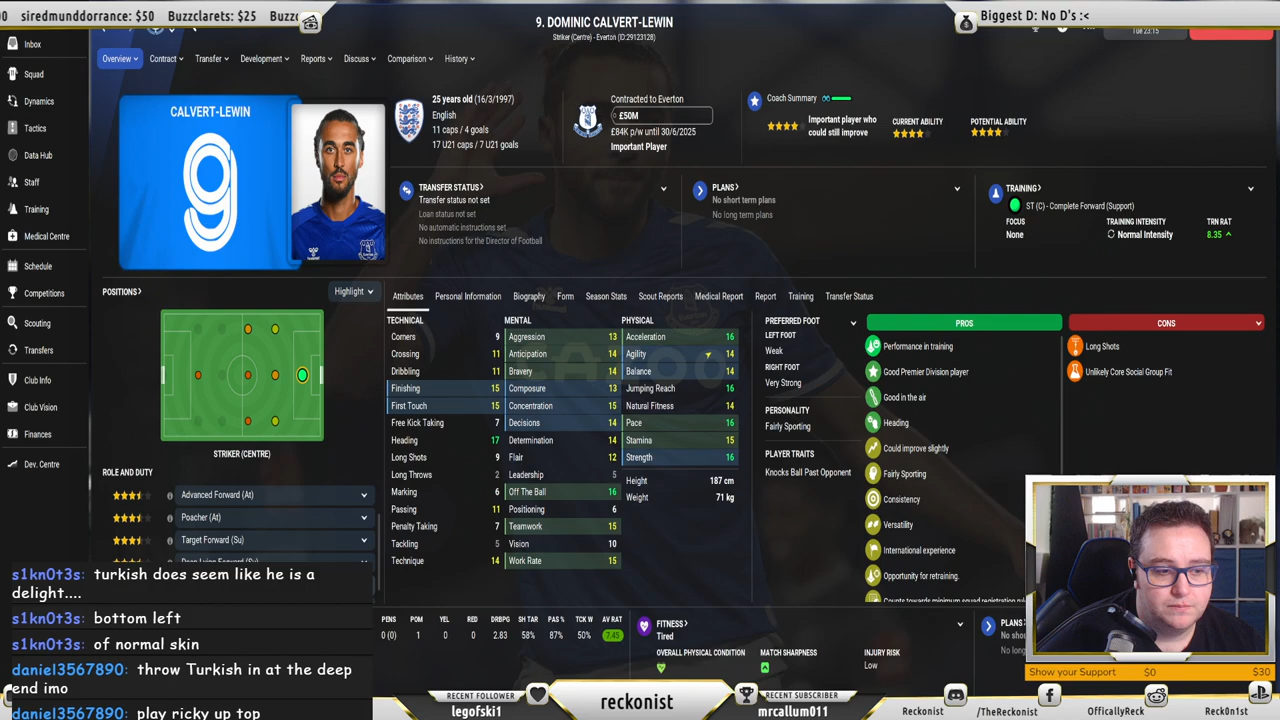 siredmunddorrance: $50 Buzzclarets: $25
Biggest D: No D's :<
9. DOMINIC CALVERT-LEWIN
Striker (Centre) - Everton (ID:29123128)
Tue 23:15
Inbox
Squad
Dynamics
Tactics
Data Hub
Staff
Training
Medical Centre
Schedule
Competitions
Scouting
Transfers
Club Info
Club Vision
Finances
Dev. Centre
Overview Contract Transfer Development Reports Discuss Comparison History
CALVERT-LEWIN
9
25 years old (16/3/1997)
English
11 caps / 4 goals
17 U21 caps / 7 U21 goals
Contracted to Everton
£50M
£84K p/w until 30/6/2025
Important Player
Coach Summary
Important player who
could still improve
CURRENT ABILITY
POTENTIAL ABILITY
TRANSFER STATUS>
Transfer status not set
Loan status not set
No automatic instructions set
No instructions for the Director of Football
PLANS>
No short term plans
No long term plans
TRAINING>
ST (C) - Complete Forward (Support)
FOCUS
None
TRAINING INTENSITY
Normal Intensity
TRN RAT
8.35
POSITIONS>
Highlight
STRIKER (CENTRE)
ROLE AND DUTY
Advanced Forward (At)
Poacher (At)
Target Forward (Su)
Attributes Personal Information Biography Form Season Stats Scout Reports Medical Report Report Training Transfer Status
TECHNICAL
Corners 9
Crossing 11
Dribbling 11
Finishing 15
First Touch 15
Free Kick Taking 7
Heading 17
Long Shots 9
Long Throws 2
Marking 6
Passing 11
Penalty Taking 7
Tackling 5
Technique 14
MENTAL
Aggression 13
Anticipation 14
Bravery 14
Composure 13
Concentration 15
Decisions 14
Determination 14
Flair 12
Leadership 5
Off The Ball 16
Positioning 6
Teamwork 15
Vision 10
Work Rate 15
PHYSICAL
Acceleration 16
Agility 14
Balance 14
Jumping Reach 16
Natural Fitness 14
Pace 16
Stamina 15
Strength 16
Height 187 cm
Weight 71 kg
PREFERRED FOOT
LEFT FOOT
Weak
RIGHT FOOT
Very Strong
PERSONALITY
Fairly Sporting
PLAYER TRAITS
Knocks Ball Past Opponent
PROS
Performance in training
Good Premier Division player
Good in the air
Heading
Could improve slightly
Fairly Sporting
Consistency
Versatility
International experience
Opportunity for retraining.
Counts towards minimum squad registration
CONS
Long Shots
Unlikely Core Social Group Fit
s1kn0t3s: turkish does seem like he is a
delight....
s1kn0t3s: bottom left
s1kn0t3s: of normal skin
daniel3567890: throw Turkish in at the deep
end imo
daniel3567890: play ricky up top
PENS POM YEL RED DRBPG SH TAR PAS % TCK W AV RAT
0 (0) 1 0 0 2.83 58% 87% 50% 7.45
FITNESS>
Tired
OVERALL PHYSICAL CONDITION
MATCH SHARPNESS
INJURY RISK
Low
PLANS
No sho
No long
Show your Support $0 $30
RECENT FOLLOWER
legofski1
reckonist
RECENT SUBSCRIBER
mrcallum011
Reckonist
/TheReckonist
OfficallyReck
Reck0n1st